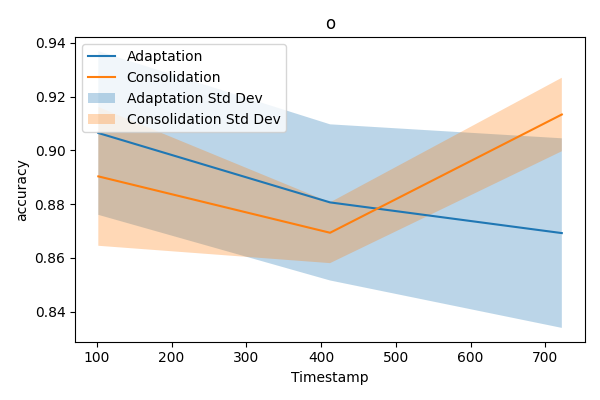 o
accuracy
0.94
0.92
0.90
0.88
0.86
0.84
Adaptation
Consolidation
Adaptation Std Dev
Consolidation Std Dev
100 200 300 400 500 600 700
Timestamp